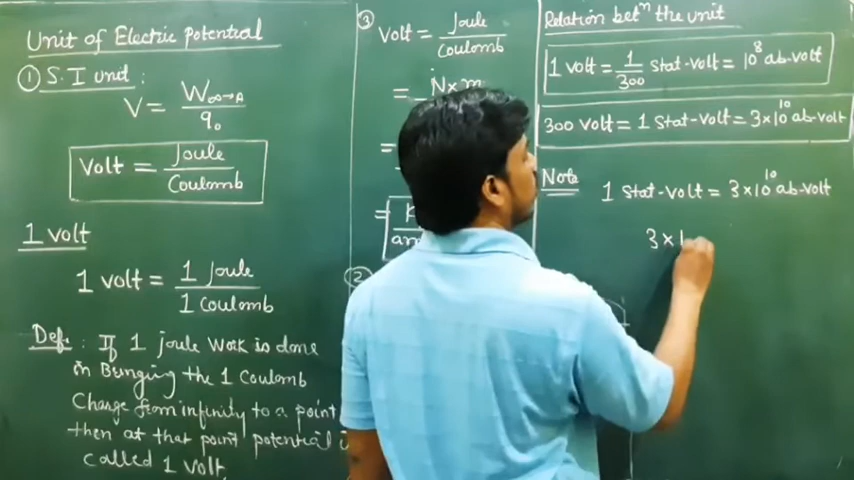 Unit of Electric potential
① S.I unit :
V = W∞→A / q₀
Volt = Joule / Coulomb
1 Volt
1 Volt = 1 Joule / 1 Coulomb
Def : If 1 joule Work is done
in Bringing the 1 Coulomb
Charge from infinity to a point
then at that point potential i
called 1 Volt,
③ Volt = Joule / Coulomb
= N×m
=
= K / am
②
Relation betⁿ the unit
1 Volt = 1/300 Stat-Volt = 10⁸ ab-Volt
300 Volt = 1 Stat-Volt = 3×10¹⁰ ab-Volt
Note 1 Stat-Volt = 3×10¹⁰ ab-Volt
3×1